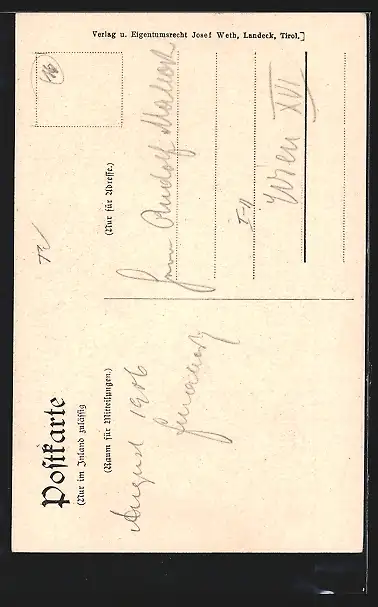 Verlag u. Eigentumsrecht Josef Weth, Landeck, Tirol.]
Postkarte
(Nur im Inland zulässig
(Raum für Mitteilungen.)
August 1906
(Nur für Adresse.)
Rudolf
Wien XVI